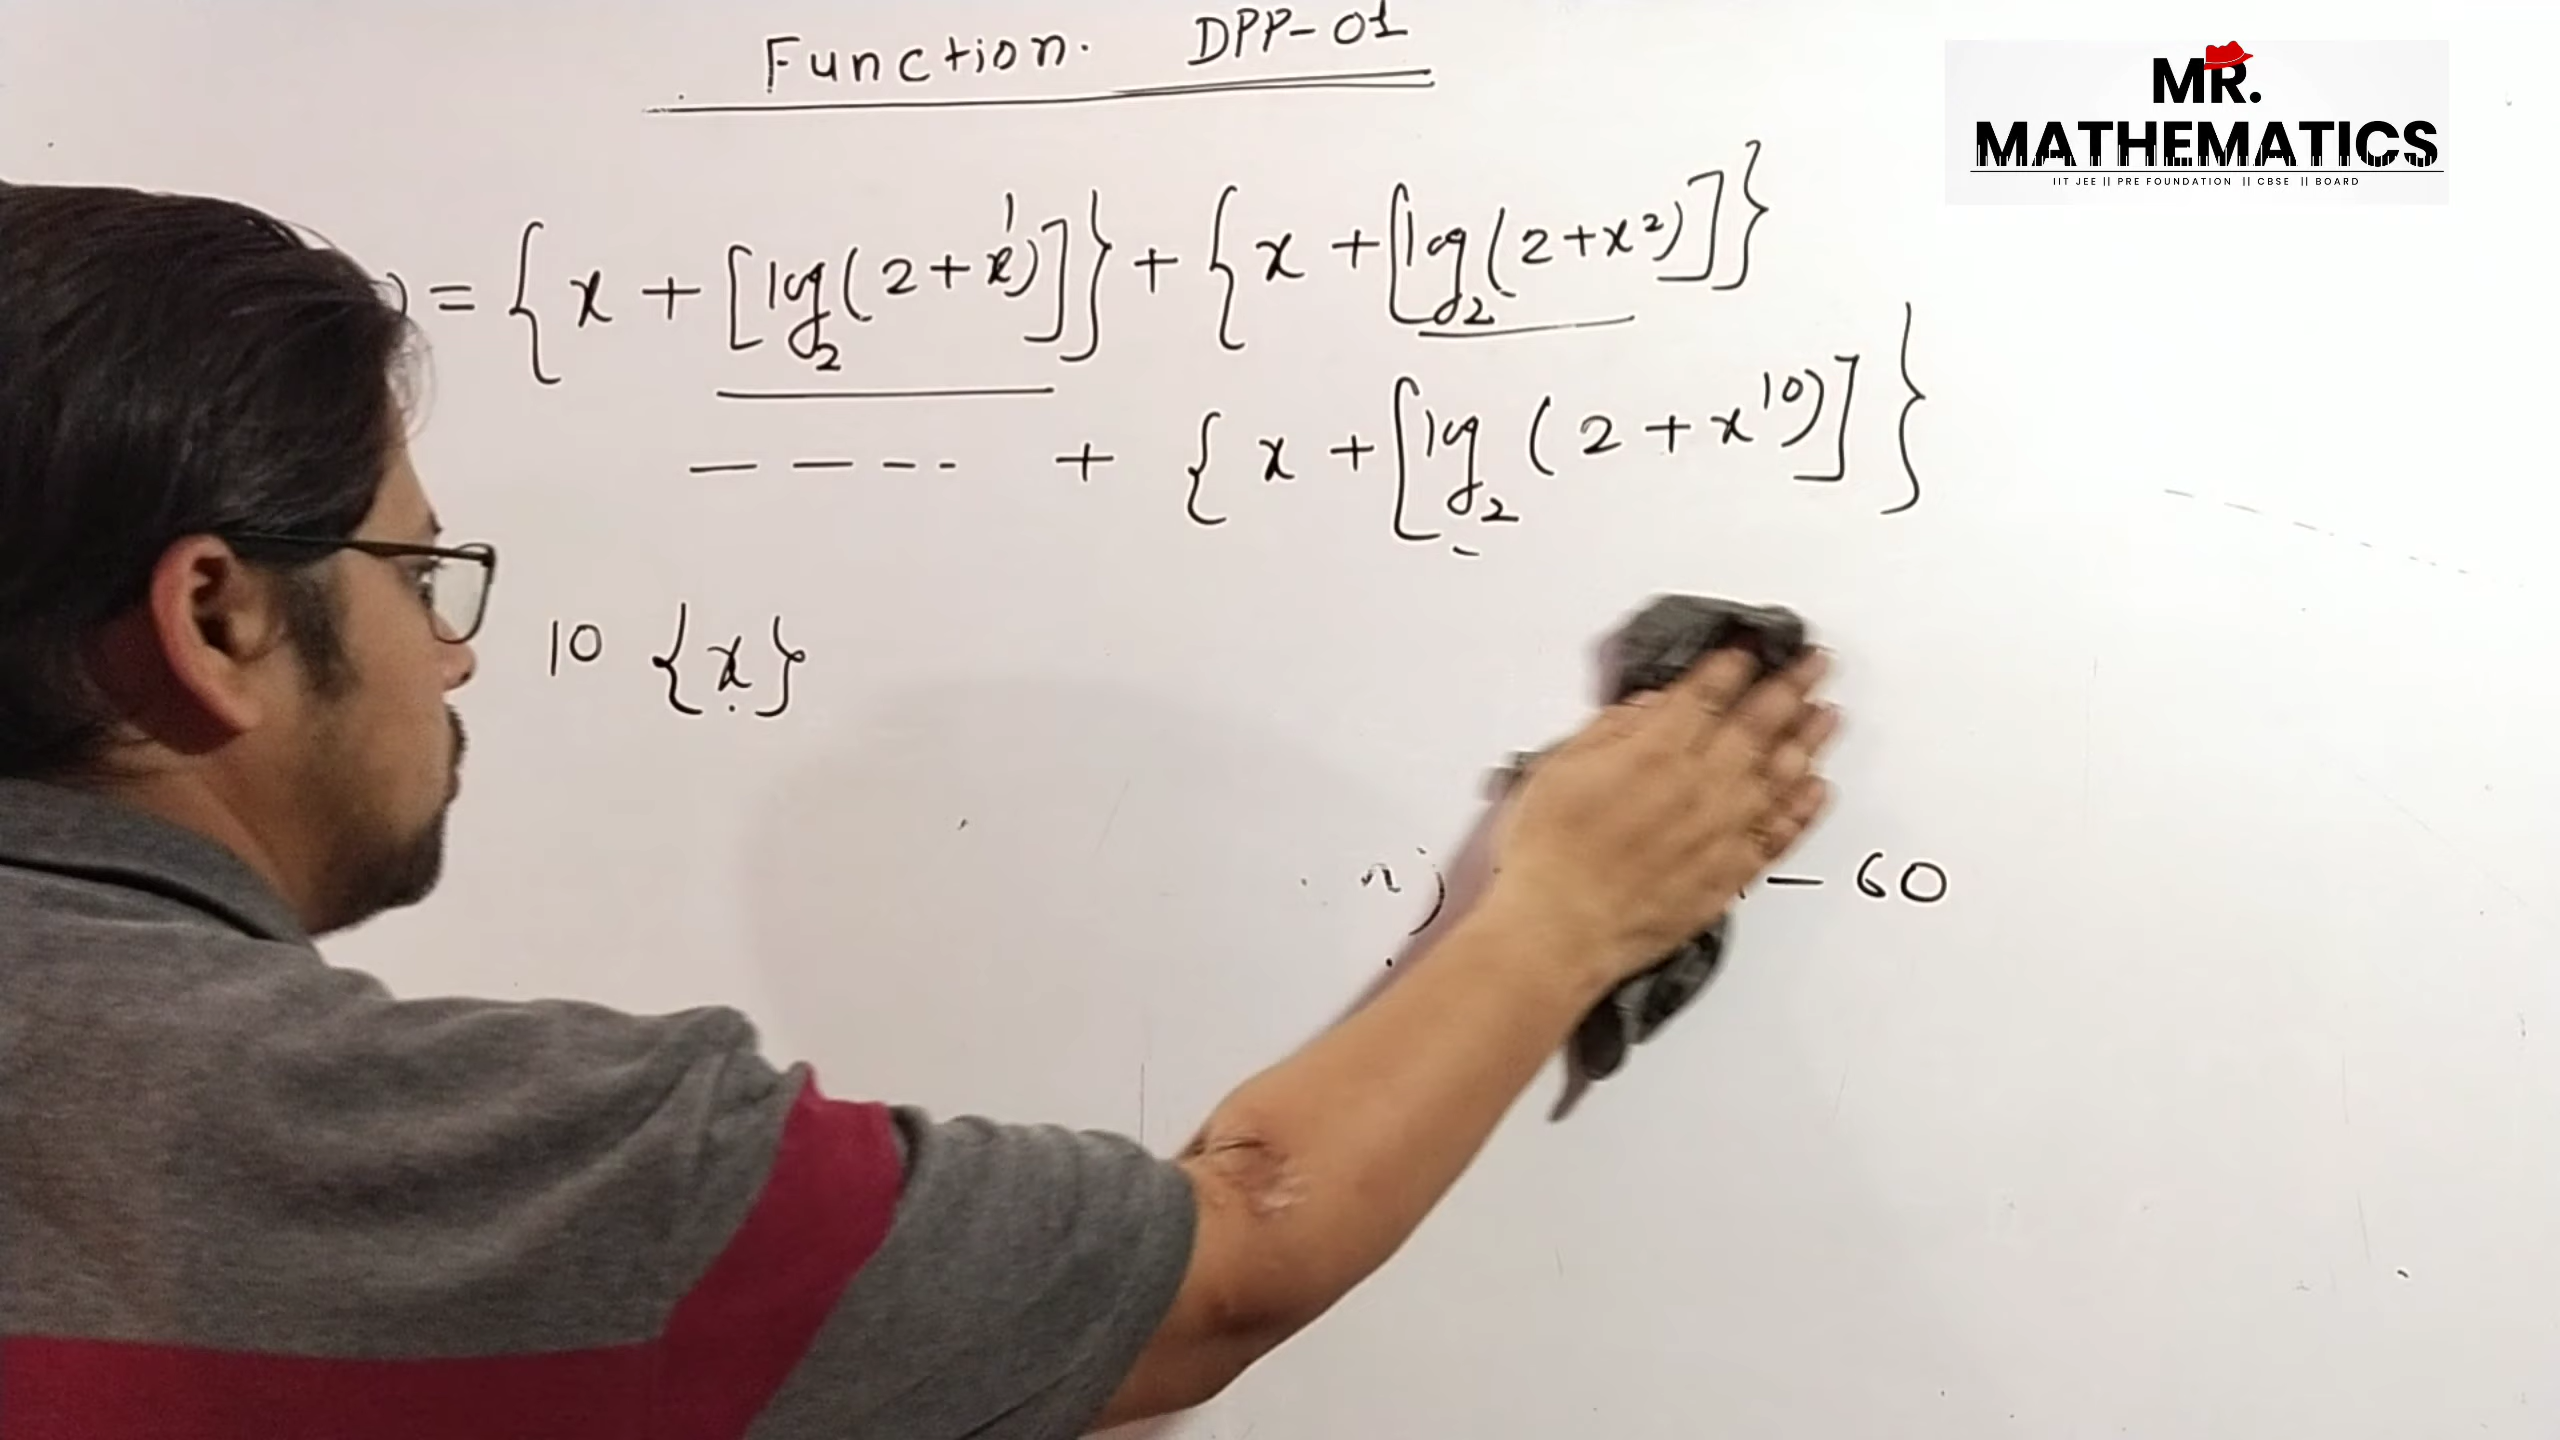 Function. DPP-01
MR.
MATHEMATICS
IIT JEE || PRE FOUNDATION || CBSE || BOARD
) = { x + [log₂(2+x¹)]} + { x + [log₂(2+x²)]}
---- + { x + [log₂(2+x¹⁰)] }
10 {x}
x) - 60